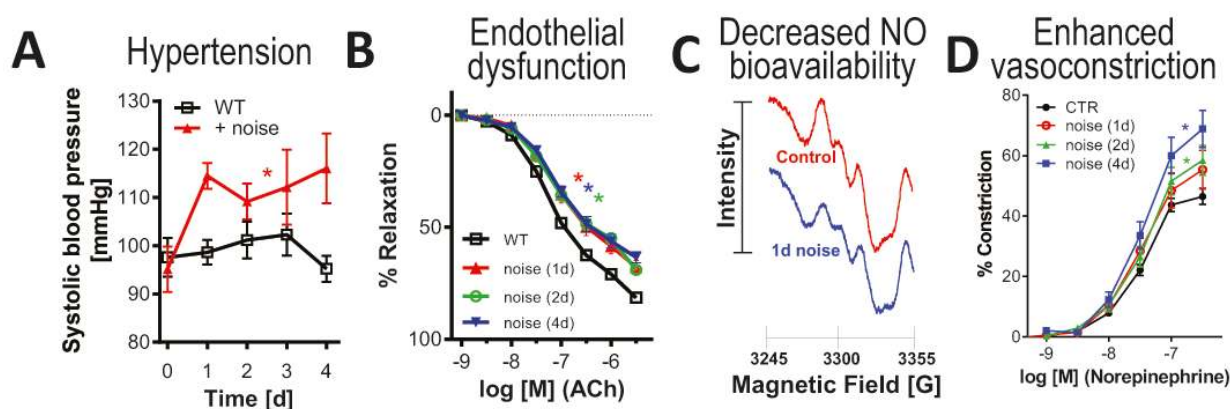 A
Hypertension
Systolic blood pressure
[mmHg]
130
120
110
100
90
80
WT
+ noise
*
0 1 2 3 4
Time [d]
B
Endothelial
dysfunction
% Relaxation
0
50
100
* * *
WT
noise (1d)
noise (2d)
noise (4d)
-9 -8 -7 -6
log [M] (ACh)
C
Decreased NO
bioavailability
Intensity
Control
1d noise
3245 3300 3355
Magnetic Field [G]
D
Enhanced
vasoconstriction
% Constriction
80
60
40
20
0
CTR
noise (1d)
noise (2d)
noise (4d)
*
*
-9 -8 -7
log [M] (Norepinephrine)